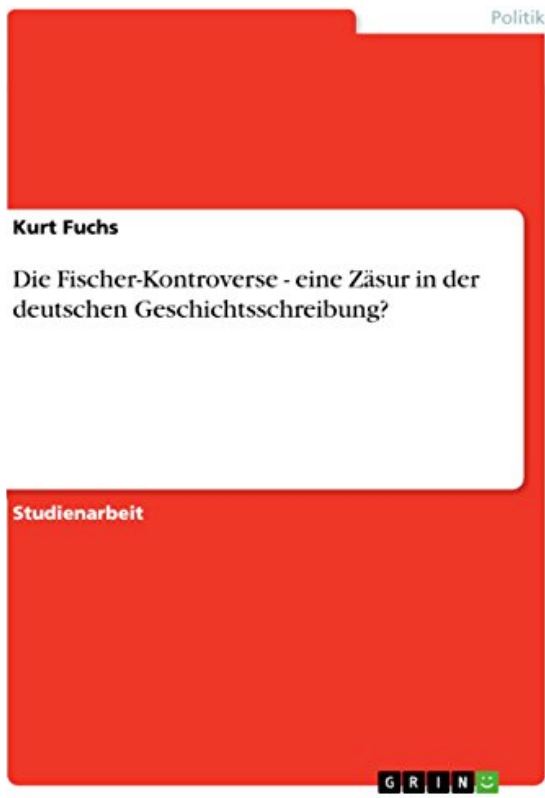 Politik
Kurt Fuchs
Die Fischer-Kontroverse - eine Zäsur in der
deutschen Geschichtsschreibung?
Studienarbeit
GRIN